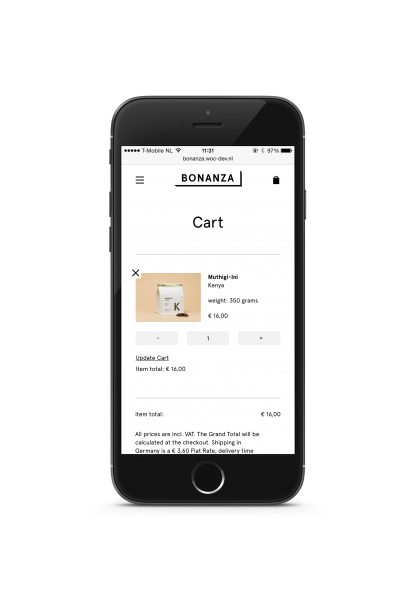 T-Mobile NL 11:31 97%
bonanza.woc-dev.nl
BONANZA
Cart
Muthigi-Ini
Kenya
weight: 350 grams
€ 16,00
K
- 1 +
Update Cart
Item total: € 16,00
Item total: € 16,00
All prices are incl. VAT. The Grand Total will be
calculated at the checkout. Shipping in
Germany is a € 3,60 Flat Rate, delivery time